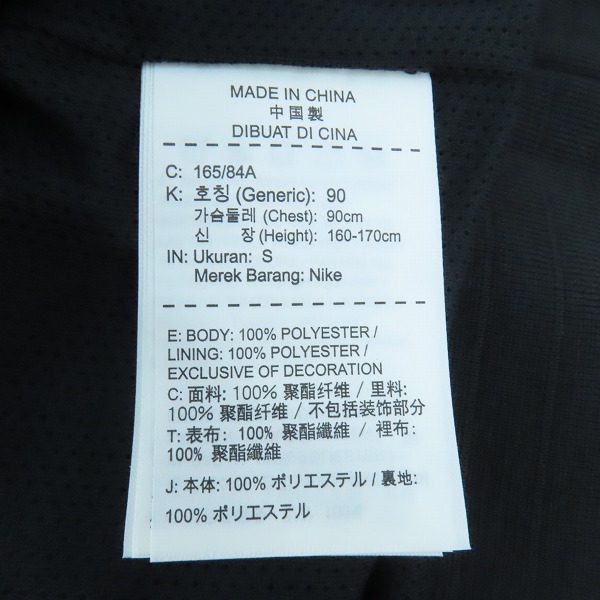 MADE IN CHINA
中国製
DIBUAT DI CINA
C: 165/84A
K: 호칭 (Generic): 90
가슴둘레 (Chest): 90cm
신 장 (Height): 160-170cm
IN: Ukuran: S
Merek Barang: Nike
E: BODY: 100% POLYESTER /
LINING: 100% POLYESTER /
EXCLUSIVE OF DECORATION
C: 面料: 100% 聚酯纤维 / 里料:
100% 聚酯纤维 / 不包括装饰部分
T: 表布: 100% 聚酯纖維 / 裡布:
100% 聚酯纖維
J: 本体: 100% ポリエステル / 裏地:
100% ポリエステル